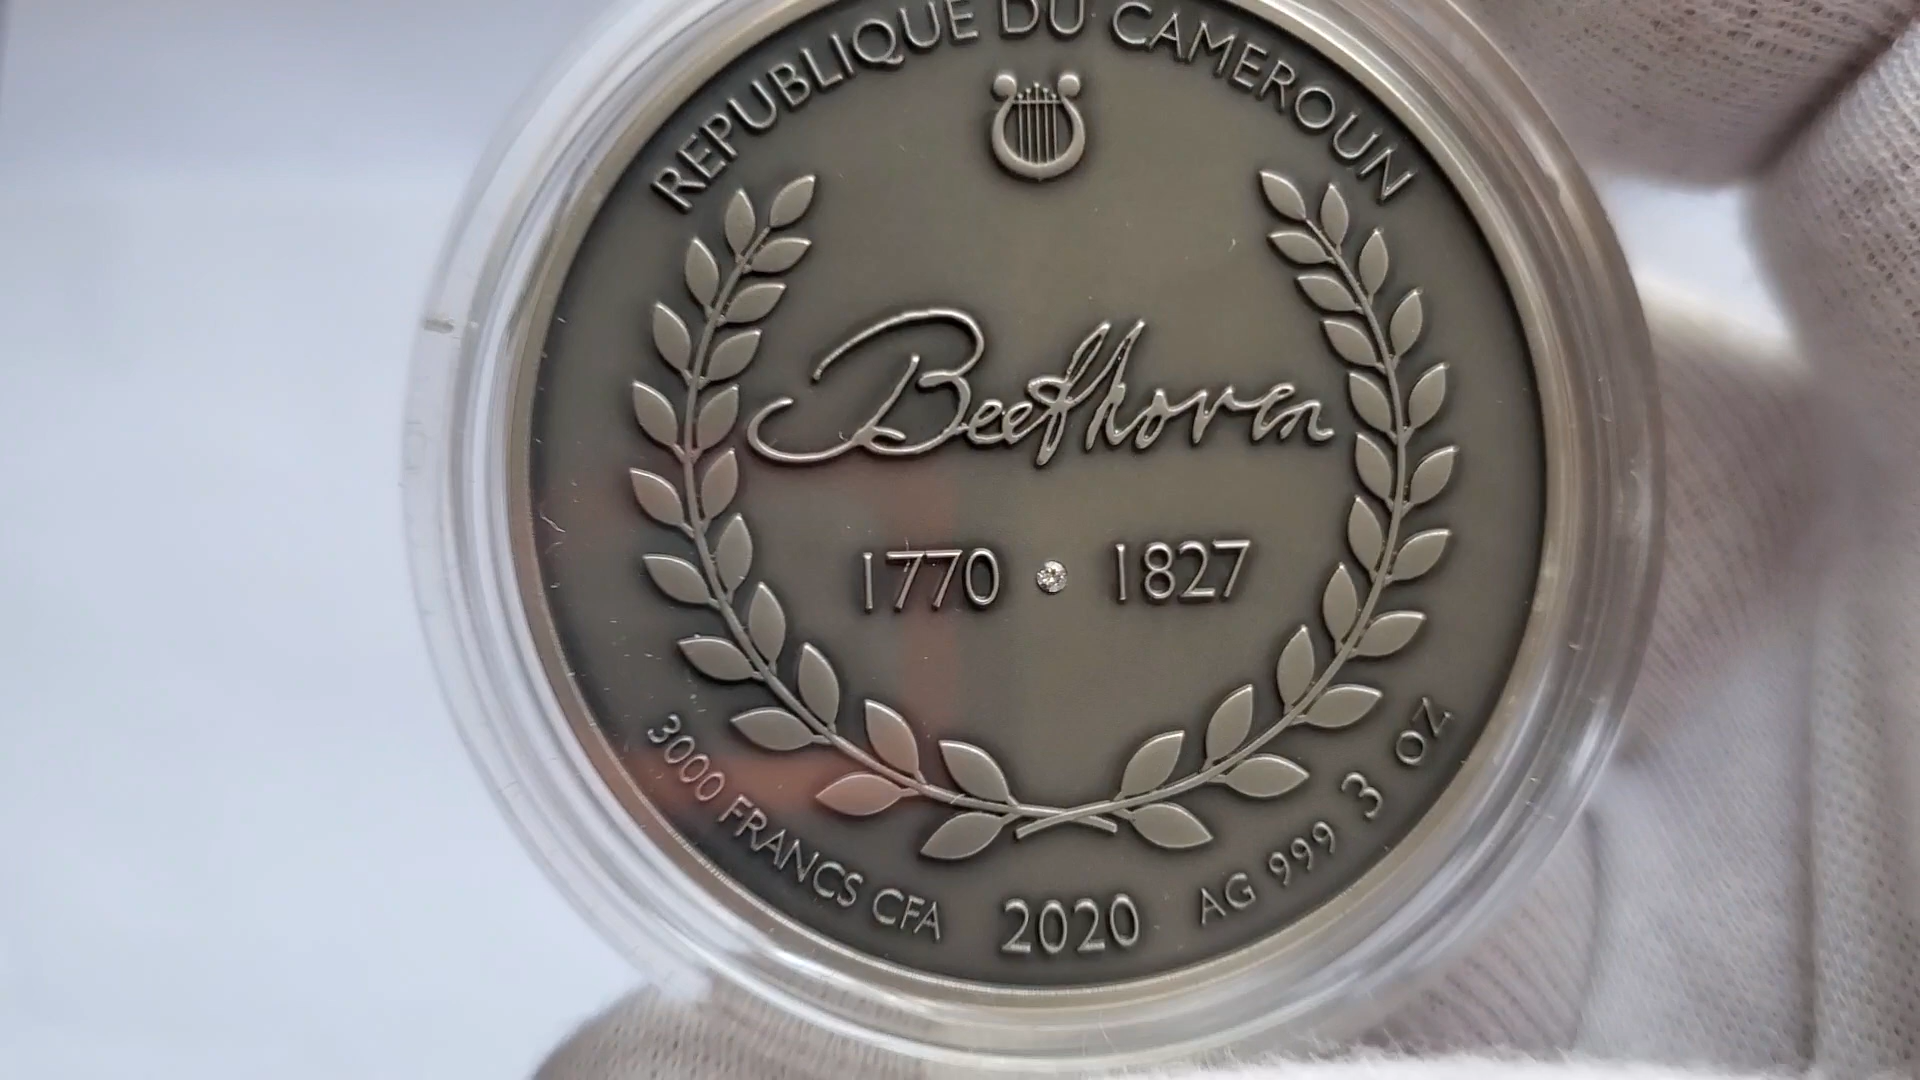 REPUBLIQUE DU CAMEROUN
Beethoven
1770 • 1827
3000 FRANCS CFA
2020
AG 999 3 OZ